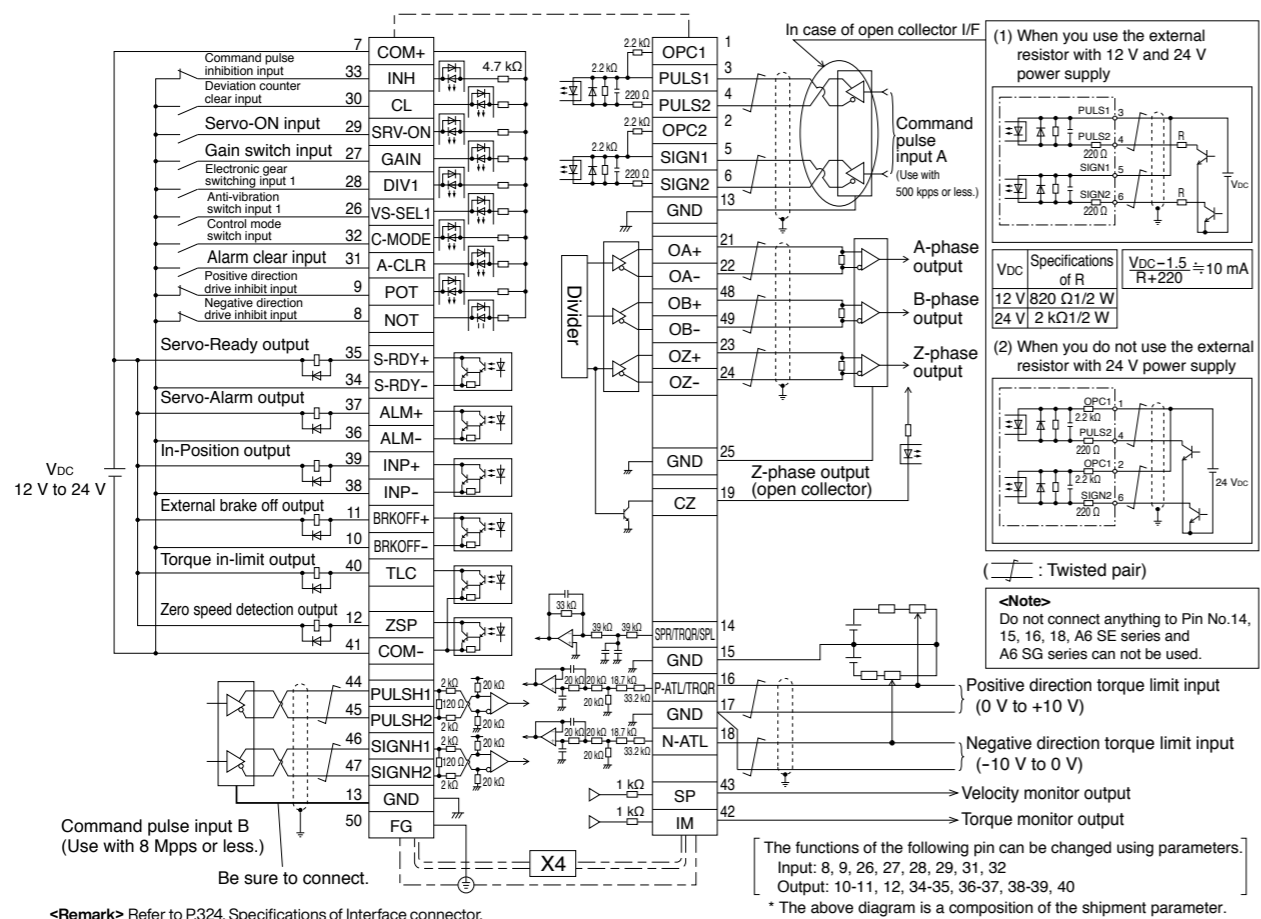 7
COM+
Command pulse
inhibition input
33
INH
4.7 kΩ
Deviation counter
clear input
30
CL
Servo-ON input
29
SRV-ON
Gain switch input
27
GAIN
Electronic gear
switching input 1
28
DIV1
Anti-vibration
switch input 1
26
VS-SEL1
Control mode
switch input
32
C-MODE
Alarm clear input
31
A-CLR
Positive direction
drive inhibit input
9
POT
Negative direction
drive inhibit input
8
NOT
Servo-Ready output
35
S-RDY+
34
S-RDY−
Servo-Alarm output
37
ALM+
36
ALM−
In-Position output
39
INP+
38
INP−
External brake off output
11
BRKOFF+
10
BRKOFF−
Torque in-limit output
40
TLC
Zero speed detection output
12
ZSP
41
COM−
VDC
12 V to 24 V
44
PULSH1
45
PULSH2
46
SIGNH1
47
SIGNH2
13
GND
50
FG
2 kΩ
20 kΩ
120 Ω
2 kΩ
20 kΩ
2 kΩ
20 kΩ
120 Ω
2 kΩ
20 kΩ
Command pulse input B
(Use with 8 Mpps or less.)
Be sure to connect.
X4
2.2 kΩ
OPC1
1
2.2 kΩ
PULS1
3
220 Ω
PULS2
4
2.2 kΩ
OPC2
2
2.2 kΩ
SIGN1
5
220 Ω
SIGN2
6
GND
13
In case of open collector I/F
Command
pulse
input A
(Use with
500 kpps or less.)
Divider
OA+
21
OA-
22
A-phase
output
OB+
48
OB-
49
B-phase
output
OZ+
23
OZ-
24
Z-phase
output
GND
25
Z-phase output
(open collector)
CZ
19
33 kΩ
39 kΩ
39 kΩ
SPR/TRQR/SPL
14
GND
15
20 kΩ
20 kΩ
18.7 kΩ
20 kΩ
33.2 kΩ
P-ATL/TRQR
16
GND
17
20 kΩ
20 kΩ
18.7 kΩ
20 kΩ
33.2 kΩ
N-ATL
18
1 kΩ
SP
43
1 kΩ
IM
42
Positive direction torque limit input
(0 V to +10 V)
Negative direction torque limit input
(−10 V to 0 V)
Velocity monitor output
Torque monitor output
(1) When you use the external
resistor with 12 V and 24 V
power supply
PULS1
3
PULS2
4
220 Ω
R
SIGN1
5
SIGN2
6
220 Ω
R
VDC
VDC Specifications of R
12 V 820 Ω1/2 W
24 V 2 kΩ1/2 W
VDC−1.5
R+220
≒10 mA
(2) When you do not use the external
resistor with 24 V power supply
OPC1
1
2.2 kΩ
PULS2
4
220 Ω
OPC1
2
2.2 kΩ
SIGN2
6
220 Ω
24 VDC
( : Twisted pair)
<Note>
Do not connect anything to Pin No.14,
15, 16, 18, A6 SE series and
A6 SG series can not be used.
The functions of the following pin can be changed using parameters.
Input: 8, 9, 26, 27, 28, 29, 31, 32
Output: 10-11, 12, 34-35, 36-37, 38-39, 40
* The above diagram is a composition of the shipment parameter.
<Remark> Refer to P.324, Specifications of Interface connector.